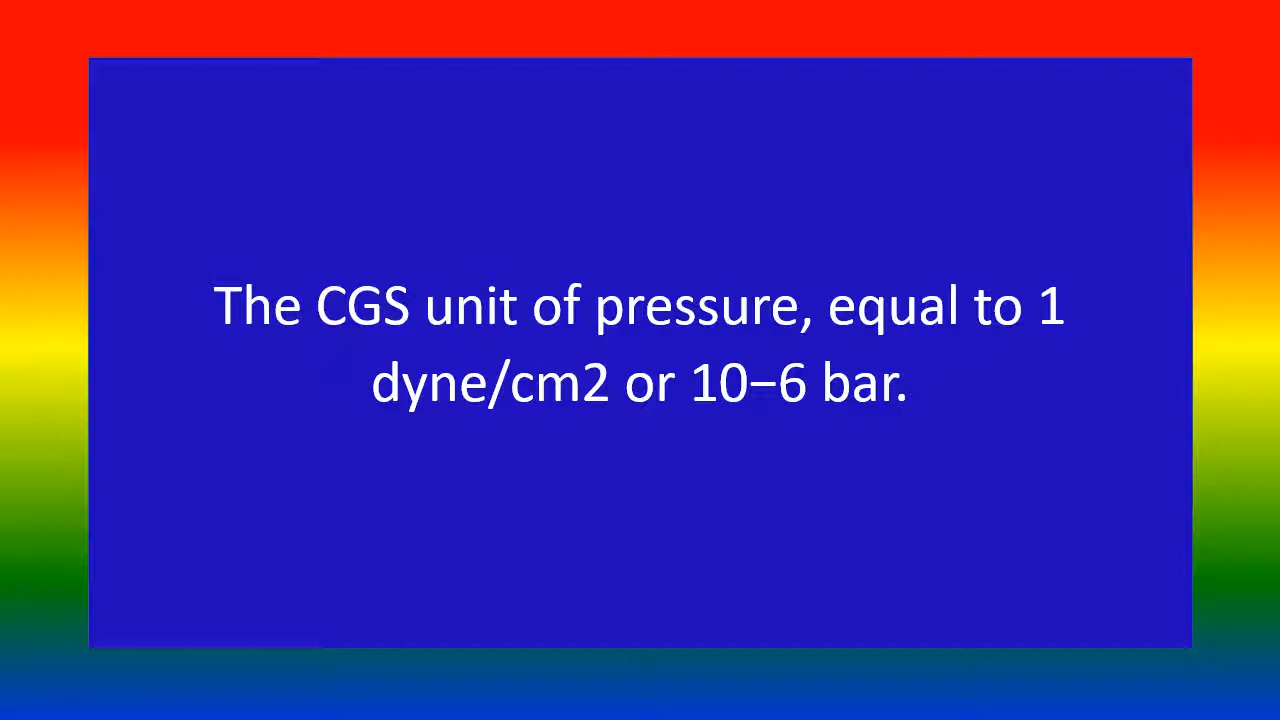 The CGS unit of pressure, equal to 1
dyne/cm2 or 10−6 bar.